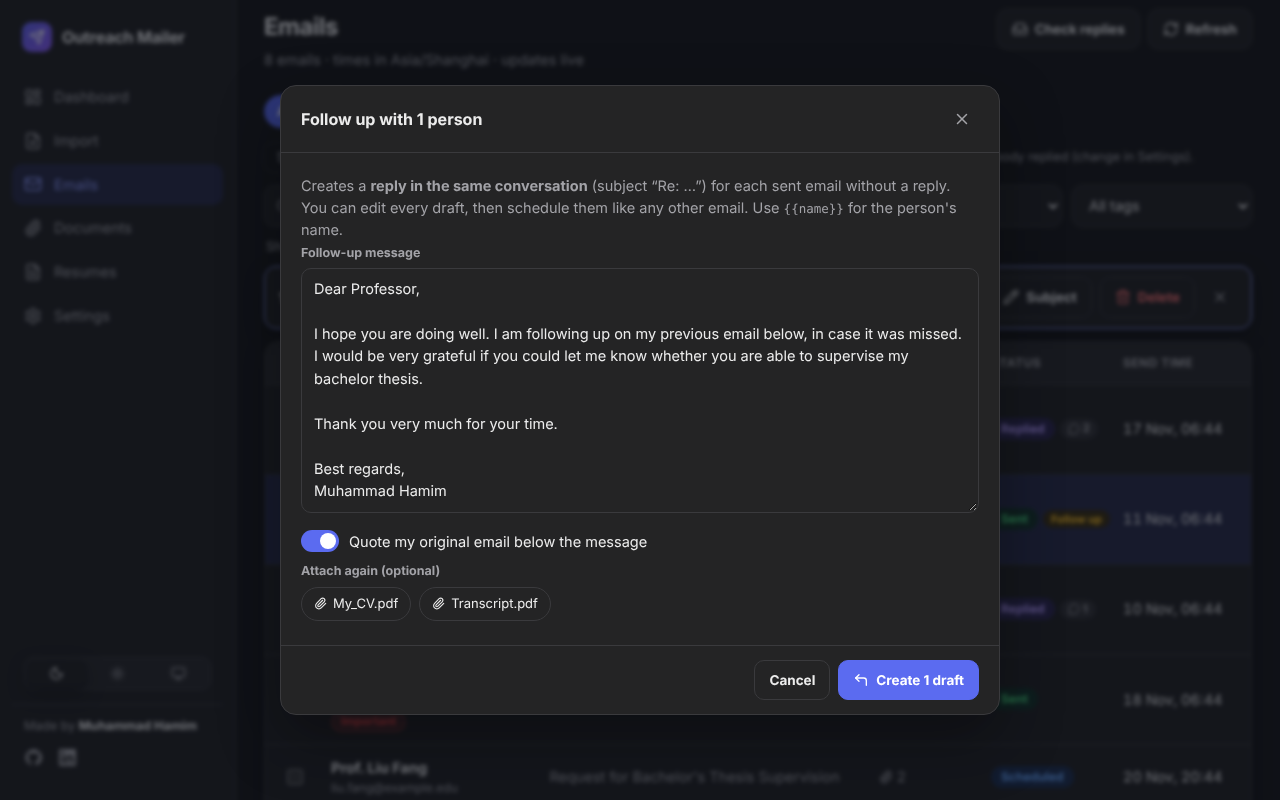 Outreach Mailer
Dashboard
Import
Emails
Documents
Resumes
Settings
Made by Muhammad Hamim
Emails
8 emails · times in Asia/Shanghai · updates live
Check replies
Refresh
already replied (change in Settings).
All tags
Subject
Delete
SEND TIME
Replied
17 Nov, 06:44
Sent
Follow up
11 Nov, 06:44
Replied
10 Nov, 06:44
Sent
18 Nov, 06:44
Important
Prof. Liu Fang
liu.fang@example.edu
Request for Bachelor's Thesis Supervision
2
Scheduled
20 Nov, 20:44
Follow up with 1 person
Creates a reply in the same conversation (subject “Re: ...”) for each sent email without a reply.
You can edit every draft, then schedule them like any other email. Use {{name}} for the person's
name.
Follow-up message
Dear Professor,
I hope you are doing well. I am following up on my previous email below, in case it was missed.
I would be very grateful if you could let me know whether you are able to supervise my
bachelor thesis.
Thank you very much for your time.
Best regards,
Muhammad Hamim
Quote my original email below the message
Attach again (optional)
My_CV.pdf
Transcript.pdf
Cancel
Create 1 draft